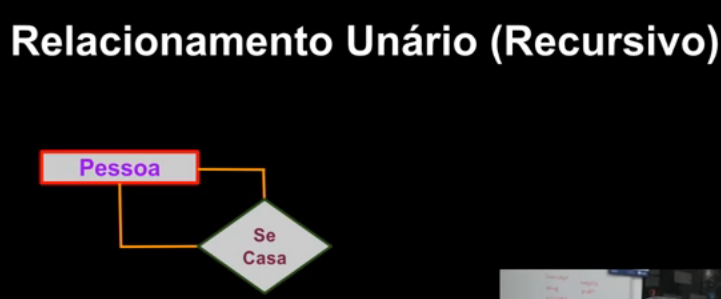 Relacionamento Unário (Recursivo)
Pessoa
Se
Casa